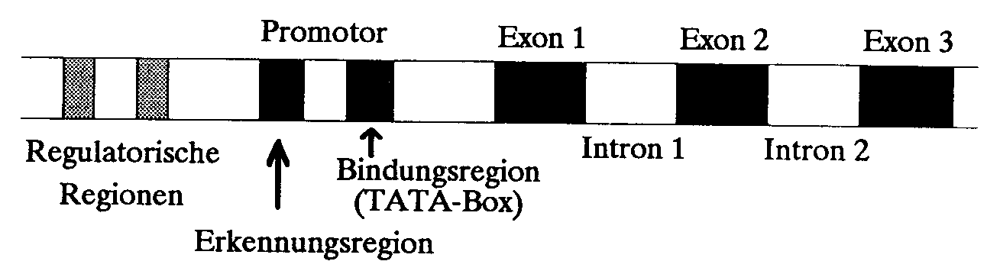 Promotor
Exon 1
Exon 2
Exon 3
Regulatorische
Regionen
Erkennungsregion
Bindungsregion
(TATA-Box)
Intron 1
Intron 2